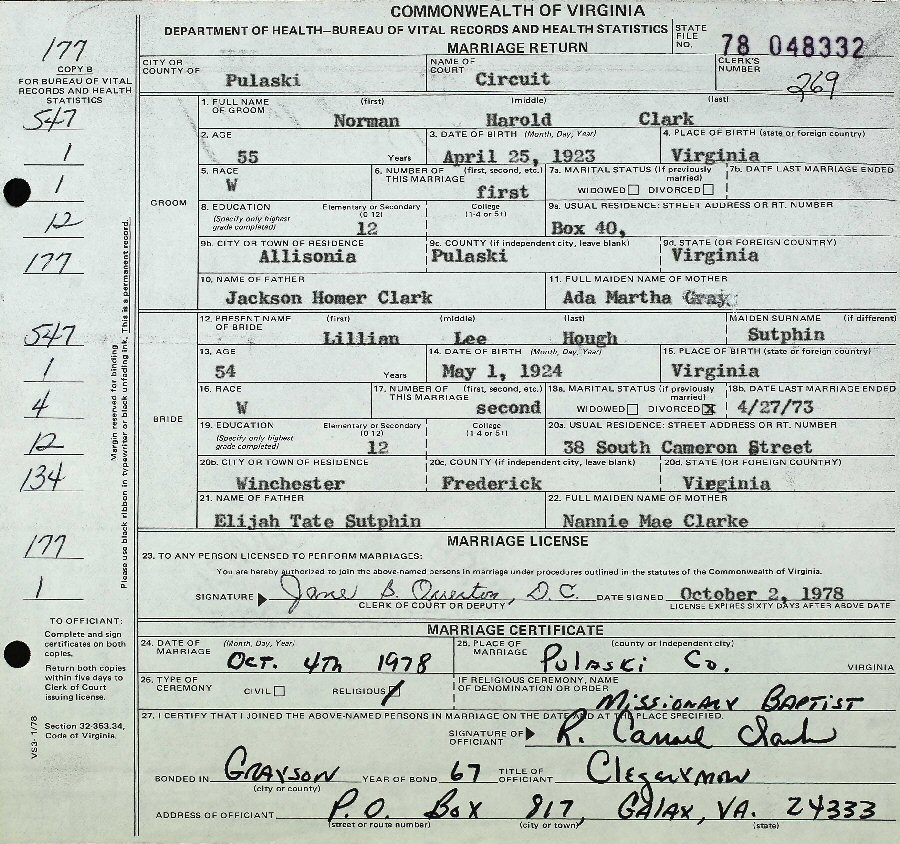 COMMONWEALTH OF VIRGINIA
DEPARTMENT OF HEALTH—BUREAU OF VITAL RECORDS AND HEALTH STATISTICS
MARRIAGE RETURN
STATE FILE NO. 78 048332
177
COPY B
FOR BUREAU OF VITAL RECORDS AND HEALTH STATISTICS
CITY OR COUNTY OF Pulaski NAME OF COURT Circuit CLERK'S NUMBER 269
547
1
1
12
177
547
1
4
12
134
177
1
Margin reserved for binding
Please use black ribbon in typewriter or black unfading ink. This is a permanent record.
GROOM
1. FULL NAME OF GROOM (first) Norman (middle) Harold (last) Clark
2. AGE 55 Years 3. DATE OF BIRTH (Month, Day, Year) April 25, 1923 4. PLACE OF BIRTH (state or foreign country) Virginia
5. RACE W 6. NUMBER OF THIS MARRIAGE (first, second, etc.) first 7a. MARITAL STATUS (if previously married) WIDOWED DIVORCED 7b. DATE LAST MARRIAGE ENDED
8. EDUCATION (Specify only highest grade completed) Elementary or Secondary (0 12) 12 College (1-4 or 5+) 9a. USUAL RESIDENCE: STREET ADDRESS OR RT. NUMBER Box 40,
9b. CITY OR TOWN OF RESIDENCE Allisonia 9c. COUNTY (if independent city, leave blank) Pulaski 9d. STATE (OR FOREIGN COUNTRY) Virginia
10. NAME OF FATHER Jackson Homer Clark 11. FULL MAIDEN NAME OF MOTHER Ada Martha Gray
BRIDE
12. PRESENT NAME OF BRIDE (first) Lillian (middle) Lee (last) Hough MAIDEN SURNAME (if different) Sutphin
13. AGE 54 Years 14. DATE OF BIRTH (Month, Day, Year) May 1, 1924 15. PLACE OF BIRTH (state or foreign country) Virginia
16. RACE W 17. NUMBER OF THIS MARRIAGE (first, second, etc.) second 18a. MARITAL STATUS (if previously married) WIDOWED DIVORCED X 18b. DATE LAST MARRIAGE ENDED 4/27/73
19. EDUCATION (Specify only highest grade completed) Elementary or Secondary (0 12) 12 College (1-4 or 5+) 20a. USUAL RESIDENCE: STREET ADDRESS OR RT. NUMBER 38 South Cameron Street
20b. CITY OR TOWN OF RESIDENCE Winchester 20c. COUNTY (if independent city, leave blank) Frederick 20d. STATE (OR FOREIGN COUNTRY) Virginia
21. NAME OF FATHER Elijah Tate Sutphin 22. FULL MAIDEN NAME OF MOTHER Nannie Mae Clarke
MARRIAGE LICENSE
23. TO ANY PERSON LICENSED TO PERFORM MARRIAGES:
You are hereby authorized to join the above-named persons in marriage under procedures outlined in the statutes of the Commonwealth of Virginia.
SIGNATURE Jane B. Overton, D.C. DATE SIGNED October 2, 1978
CLERK OF COURT OR DEPUTY LICENSE EXPIRES SIXTY DAYS AFTER ABOVE DATE
TO OFFICIAL:
Complete and sign certificates on both copies.
Return both copies within five days to Clerk of Court issuing license.
Section 32-353.34, Code of Virginia.
VS3- 1/78
MARRIAGE CERTIFICATE
24. DATE OF MARRIAGE (Month, Day, Year) Oct. 4th 1978 25. PLACE OF MARRIAGE (county or independent city) Pulaski Co. VIRGINIA
26. TYPE OF CEREMONY CIVIL RELIGIOUS IF RELIGIOUS CEREMONY, NAME OF DENOMINATION OR ORDER Missionary Baptist
27. I CERTIFY THAT I JOINED THE ABOVE-NAMED PERSONS IN MARRIAGE ON THE DATE AND AT THE PLACE SPECIFIED.
SIGNATURE OF OFFICIAL R. Clark
BONDED IN Grayson (city or county) YEAR OF BOND 67 TITLE OF OFFICIAL Clegeryman
ADDRESS OF OFFICIAL P.O. Box 817, Galax, VA. 24333
(street or route number) (city or town) (state)